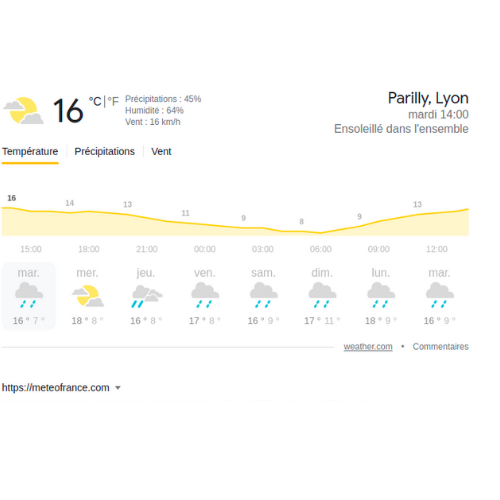 16 °C | °F
Précipitations : 45%
Humidité : 64%
Vent : 16 km/h
Parilly, Lyon
mardi 14:00
Ensoleillé dans l'ensemble
Température | Précipitations | Vent
16 14 13 11 9 8 9 13
15:00 18:00 21:00 00:00 03:00 06:00 09:00 12:00
mar. mer. jeu. ven. sam. dim. lun. mar.
16 ° 7 ° 18 ° 8 ° 16 ° 8 ° 17 ° 8 ° 16 ° 9 ° 17 ° 11 ° 18 ° 9 ° 16 ° 9 °
weather.com • Commentaires
https://meteofrance.com